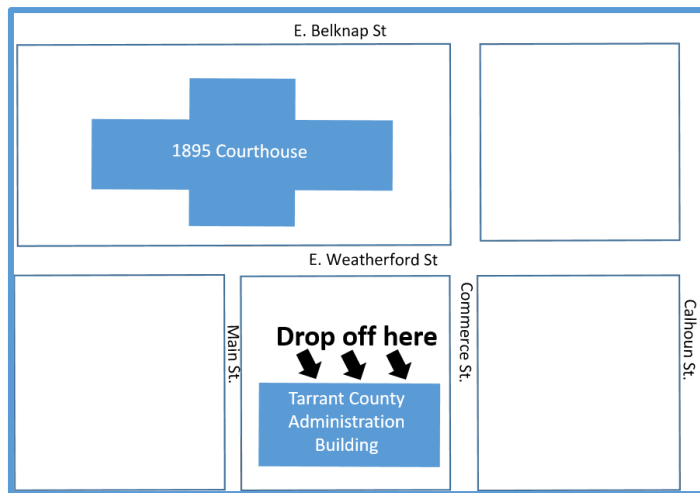 E. Belknap St
1895 Courthouse
E. Weatherford St
Main St.
Drop off here
Commerce St.
Calhoun St.
Tarrant County
Administration
Building